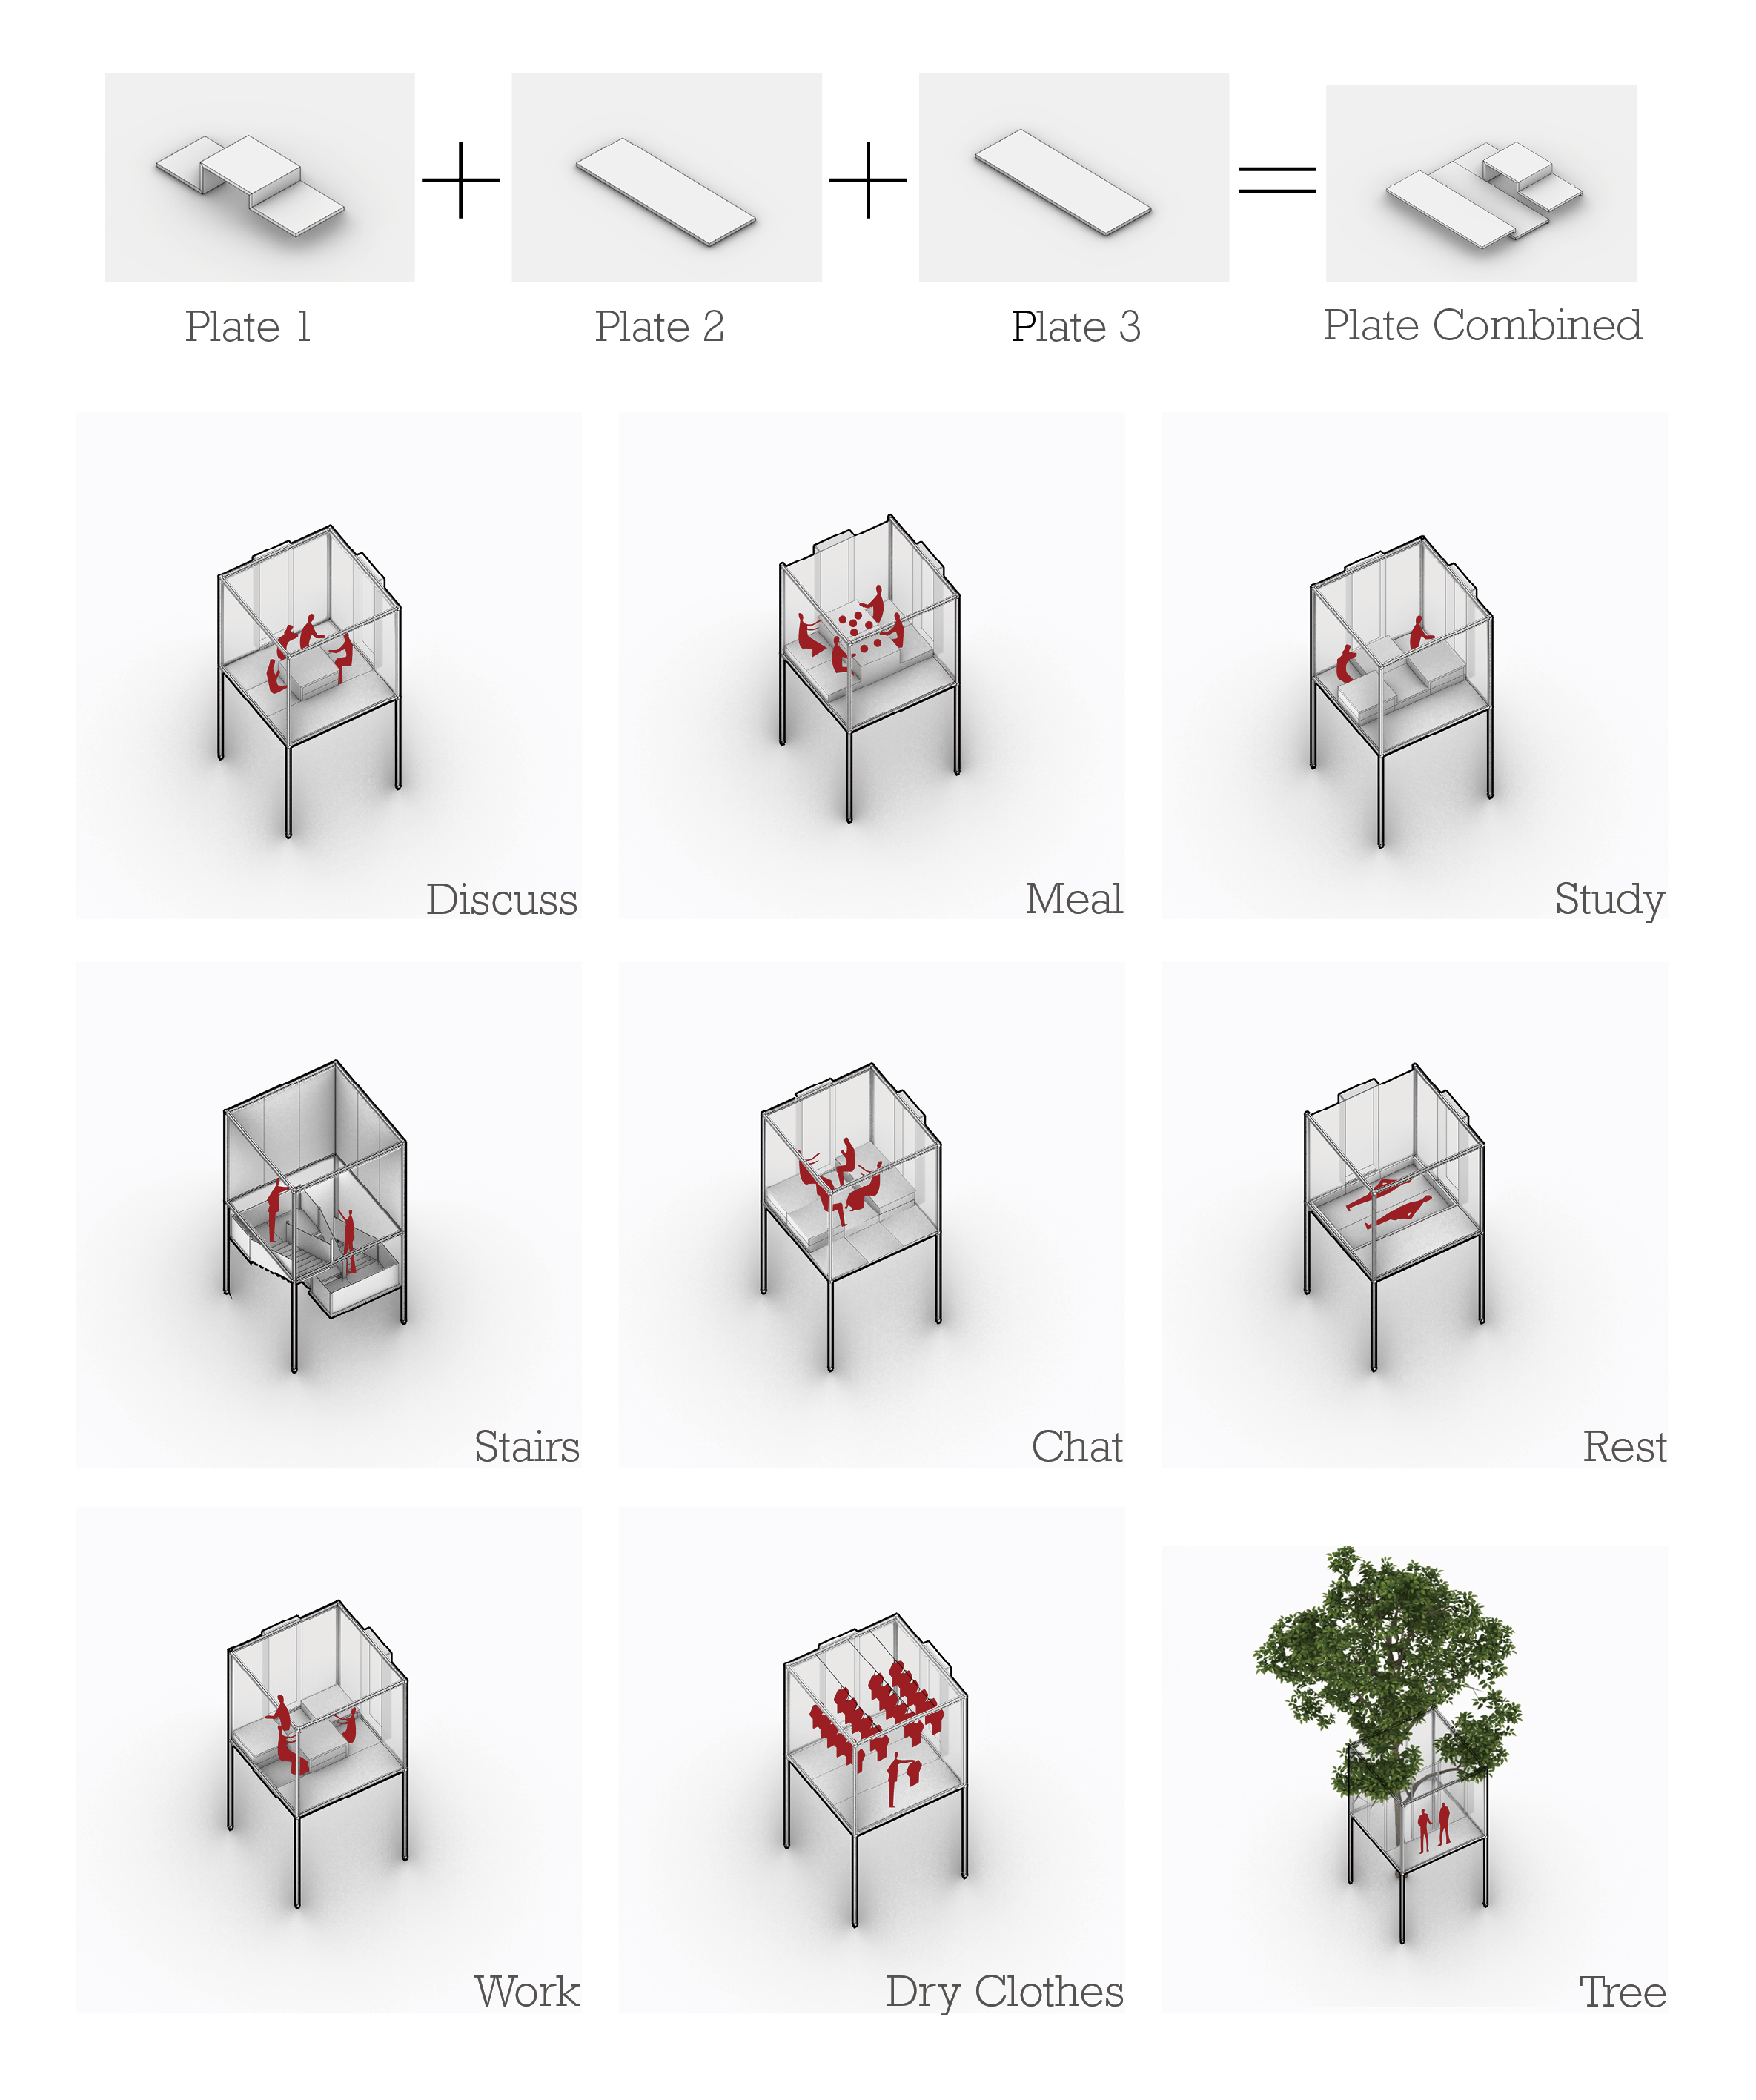 Plate 1
Plate 2
Plate 3
Plate Combined
Discuss
Meal
Study
Stairs
Chat
Rest
Work
Dry Clothes
Tree